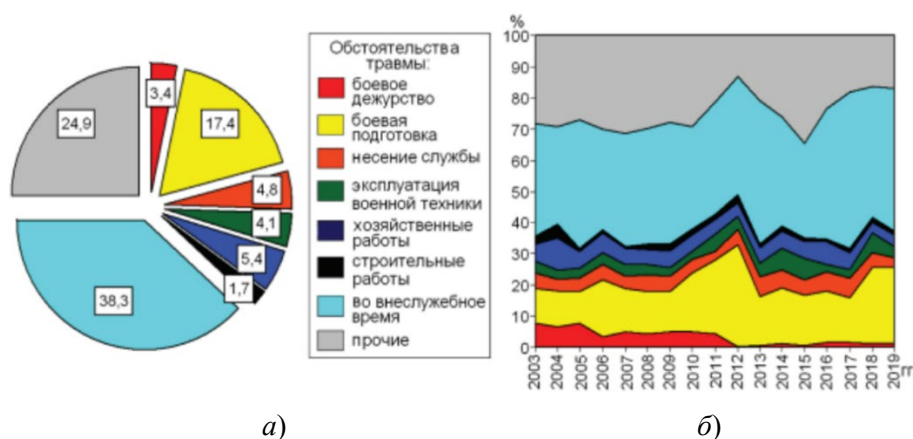 3,4
17,4
4,8
4,1
5,4
1,7
38,3
24,9
Обстоятельства
травмы:
боевое
дежурство
боевая
подготовка
несение службы
эксплуатация
военной техники
хозяйственные
работы
строительные
работы
во внеслужебное
время
прочие
%
100
90
80
70
60
50
40
30
20
10
0
2003
2004
2005
2006
2007
2008
2009
2010
2011
2012
2013
2014
2015
2016
2017
2018
2019
гг
а)
б)